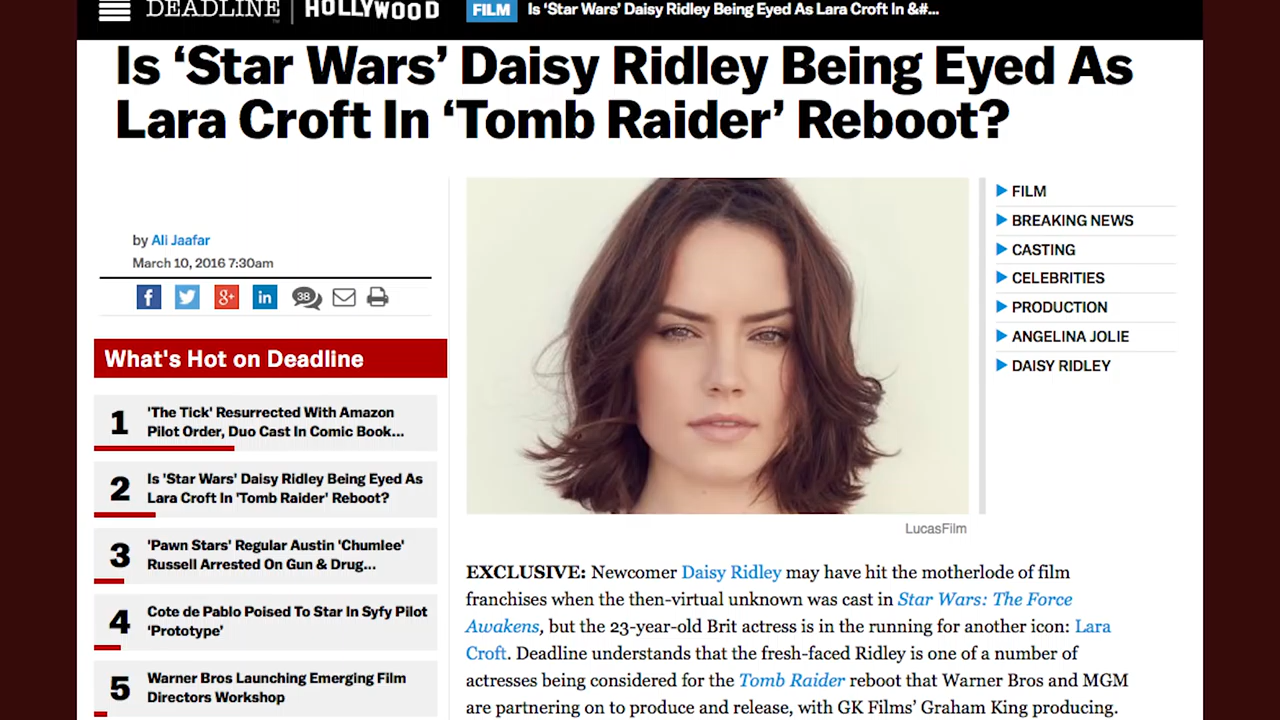 DEADLINE | HOLLYWOOD
FILM Is ‘Star Wars’ Daisy Ridley Being Eyed As Lara Croft In &#...
Is ‘Star Wars’ Daisy Ridley Being Eyed As
Lara Croft In ‘Tomb Raider’ Reboot?
by Ali Jaafar
March 10, 2016 7:30am
f
g+
in
38
What's Hot on Deadline
1
'The Tick' Resurrected With Amazon
Pilot Order, Duo Cast In Comic Book...
2
Is 'Star Wars' Daisy Ridley Being Eyed As
Lara Croft In 'Tomb Raider' Reboot?
3
'Pawn Stars' Regular Austin 'Chumlee'
Russell Arrested On Gun & Drug...
4
Cote de Pablo Poised To Star In Syfy Pilot
'Prototype'
5
Warner Bros Launching Emerging Film
Directors Workshop
LucasFilm
EXCLUSIVE: Newcomer Daisy Ridley may have hit the motherlode of film
franchises when the then-virtual unknown was cast in Star Wars: The Force
Awakens, but the 23-year-old Brit actress is in the running for another icon: Lara
Croft. Deadline understands that the fresh-faced Ridley is one of a number of
actresses being considered for the Tomb Raider reboot that Warner Bros and MGM
are partnering on to produce and release, with GK Films’ Graham King producing.
FILM
BREAKING NEWS
CASTING
CELEBRITIES
PRODUCTION
ANGELINA JOLIE
DAISY RIDLEY